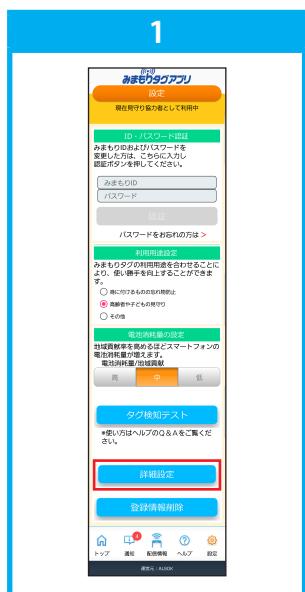 1
みまもりタグアプリ
設定
現在見守り協力者として利用中
ID・パスワード認証
みまもりIDおよびパスワードを
変更した方は、こちらに入力し
認証ボタンを押してください。
みまもりID
パスワード
認証
パスワードをお忘れの方は >
利用用途設定
みまもりタグの利用用途を合わせることに
より、使い勝手を向上することができま
す。
身に付けるものの忘れ物防止
高齢者や子どもの見守り
その他
電池消耗量の設定
地域貢献率を高めるほどスマートフォンの
電池消耗量が増えます。
電池消耗量/地域貢献
高 中 低
タグ検知テスト
*使い方はヘルプのQ&Aをご覧くだ
さい。
詳細設定
登録情報削除
トップ 通知 配信情報 ヘルプ 設定
運営元:ALSOK